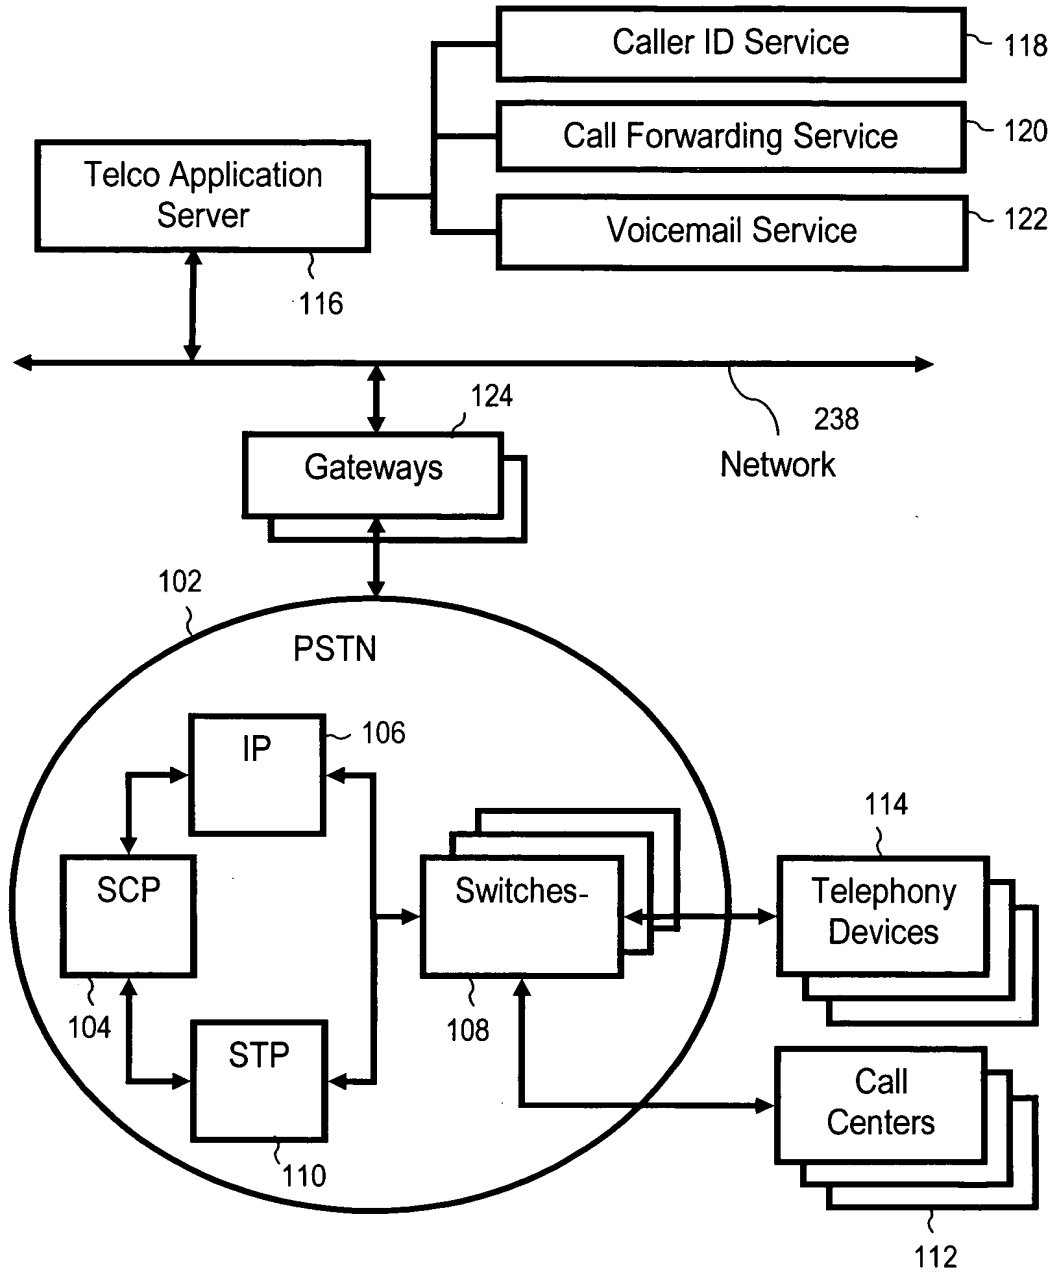 Caller ID Service
118
Call Forwarding Service
120
Telco Application
Server
Voicemail Service
122
116
124
238
Network
Gateways
102
PSTN
IP
106
114
SCP
Switches-
Telephony
Devices
104
108
STP
Call
Centers
110
112